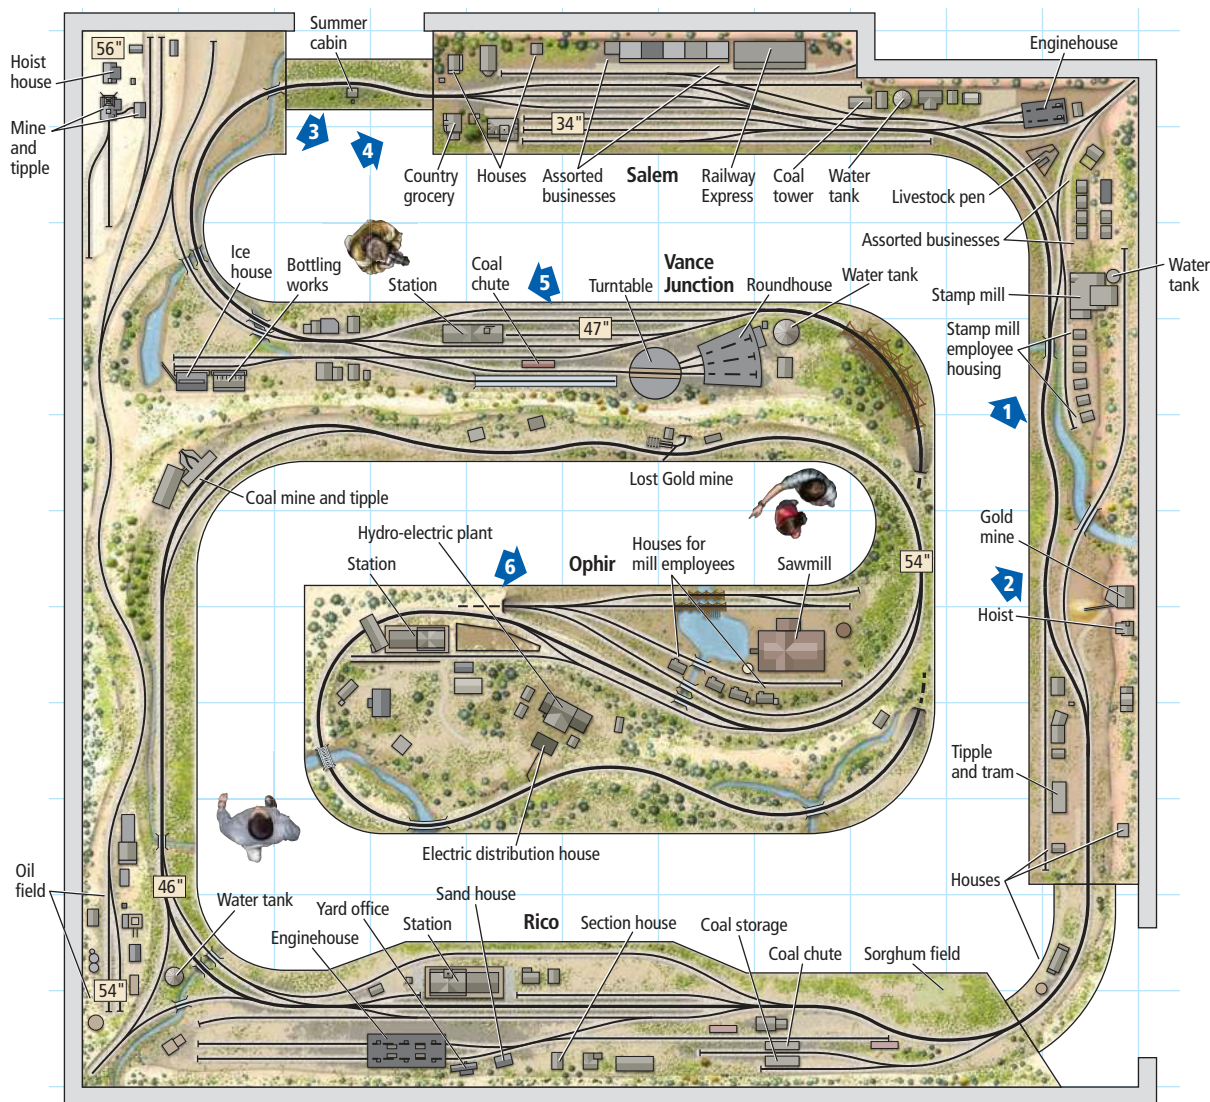 Summer
cabin
56"
Hoist
house
Mine
and
tipple
3
4
34"
Country
grocery
Houses
Assorted
businesses
Salem
Railway
Express
Coal
tower
Water
tank
Enginehouse
Livestock pen
Assorted businesses
Water
tank
Stamp mill
Stamp mill
employee
housing
1
Ice
house
Bottling
works
Station
Coal
chute
5
Turntable
Vance
Junction
Roundhouse
Water tank
47"
Lost Gold mine
Coal mine and tipple
Hydro-electric plant
Station
6
Ophir
Houses for
mill employees
Sawmill
54"
Gold
mine
2
Hoist
Tipple
and tram
Houses
Electric distribution house
Oil
field
46"
54"
Water tank
Enginehouse
Yard office
Station
Sand house
Rico
Section house
Coal storage
Coal chute
Sorghum field